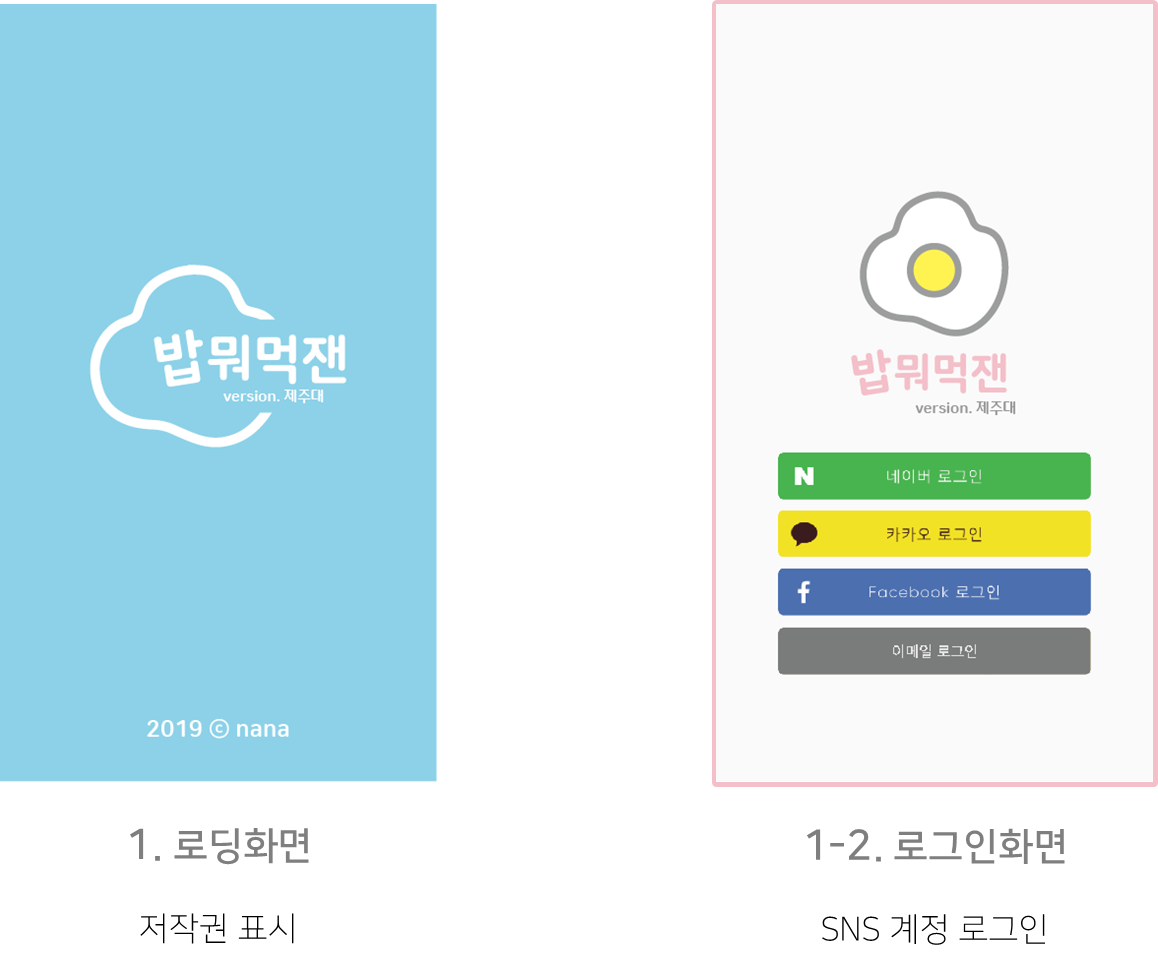 밥뭐먹잰
version. 제주대
2019 ⓒ nana
1. 로딩화면
저작권 표시
밥뭐먹잰
version. 제주대
N 네이버 로그인
카카오 로그인
f Facebook 로그인
이메일 로그인
1-2. 로그인화면
SNS 계정 로그인